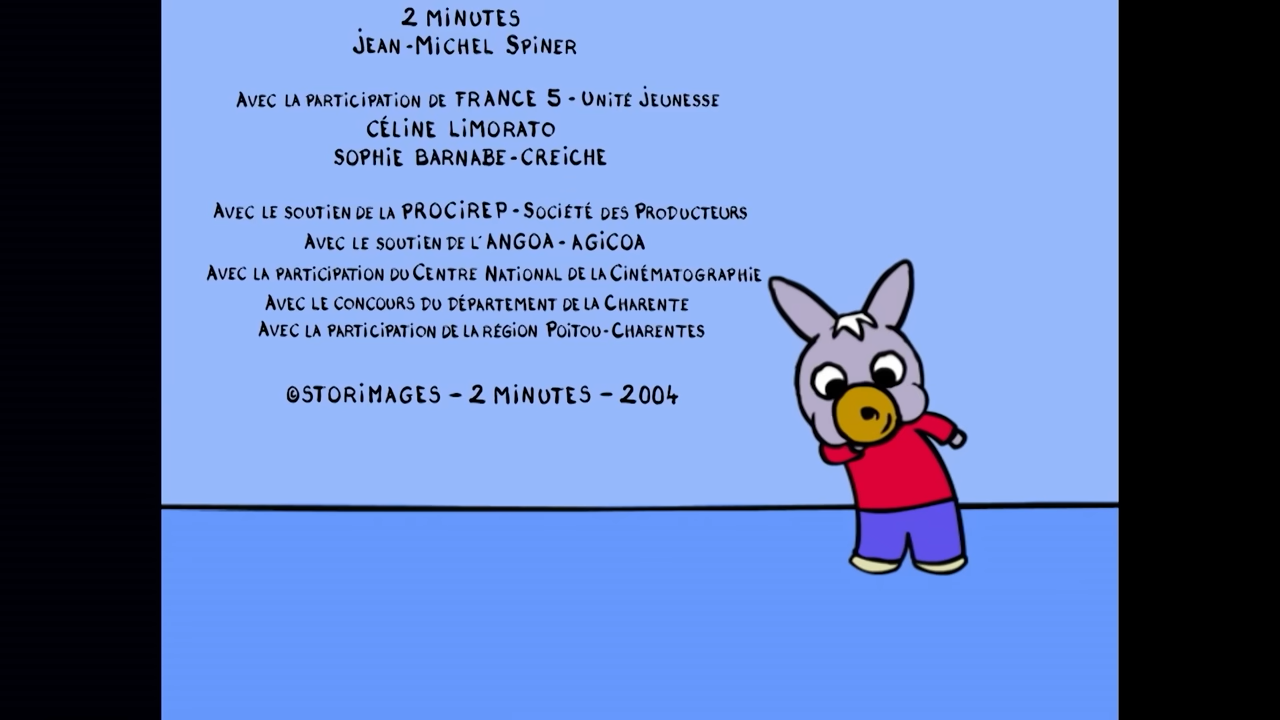 2 MiNUTES
JEAN-MiCHEL SPiNER
AVEC LA PARTiCiPATiON DE FRANCE 5 - UNiTÉ JEUNESSE
CÉLiNE LiMORATO
SOPHiE BARNABE-CREiCHE
AVEC LE SOUTiEN DE LA PROCiREP - SOCiÉTÉ DES PRODUCTEURS
AVEC LE SOUTiEN DE L'ANGOA - AGiCOA
AVEC LA PARTiCiPATiON DU CENTRE NATiONAL DE LA CiNÉMATOGRAPHiE
AVEC LE CONCOURS DU DÉPARTEMENT DE LA CHARENTE
AVEC LA PARTiCiPATiON DE LA RÉGiON POiTOU-CHARENTES
©STORiMAGES - 2 MiNUTES - 2004